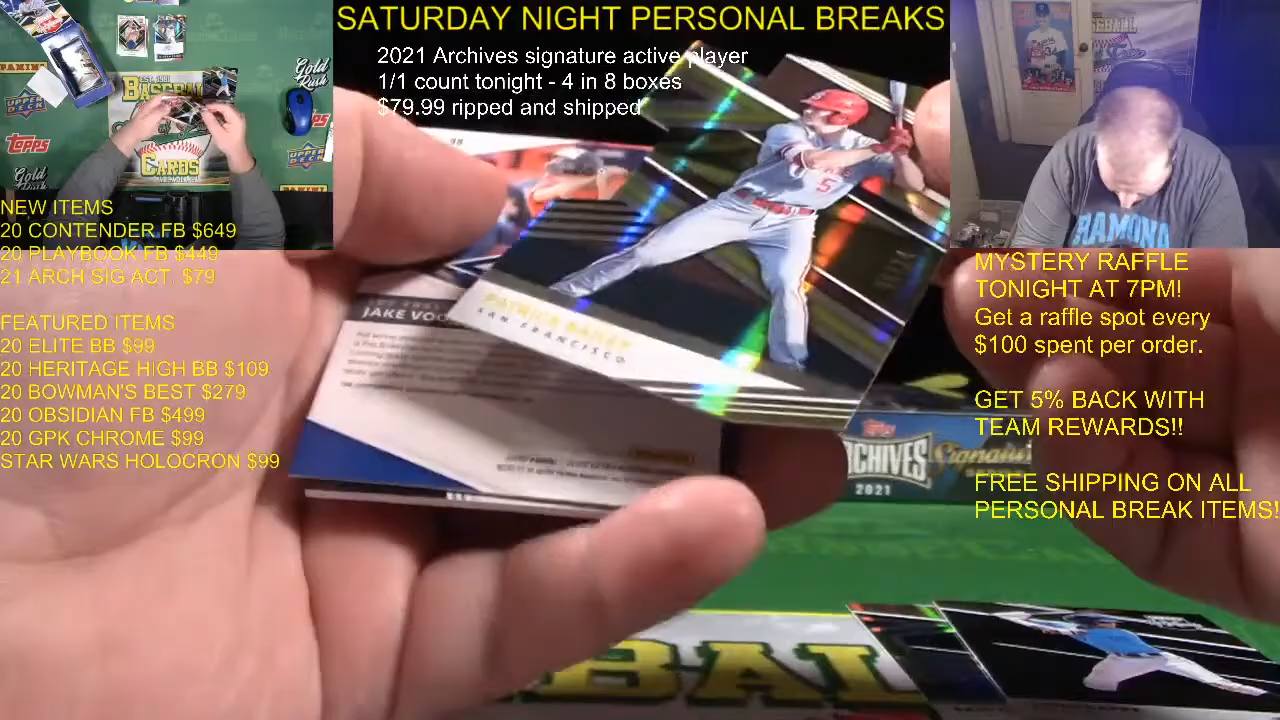 SATURDAY NIGHT PERSONAL BREAKS
2021 Archives signature active player
1/1 count tonight - 4 in 8 boxes
$79.99 ripped and shipped
NEW ITEMS
20 CONTENDER FB $649
20 PLAYBOOK FB $449
21 ARCH SIG ACT. $79
FEATURED ITEMS
20 ELITE BB $99
20 HERITAGE HIGH BB $109
20 BOWMAN'S BEST $279
20 OBSIDIAN FB $499
20 GPK CHROME $99
STAR WARS HOLOCRON $99
MYSTERY RAFFLE
TONIGHT AT 7PM!
Get a raffle spot every
$100 spent per order.
GET 5% BACK WITH
TEAM REWARDS!!
FREE SHIPPING ON ALL
PERSONAL BREAK ITEMS!
PANINI
UPPER DECK
Topps
Gold Rush
BASEBALL
CARDS
RAMONA
5
PATRICK BAILEY
SAN FRANCISCO
98
JAKE
Topps
ARCHIVES Signature
2021